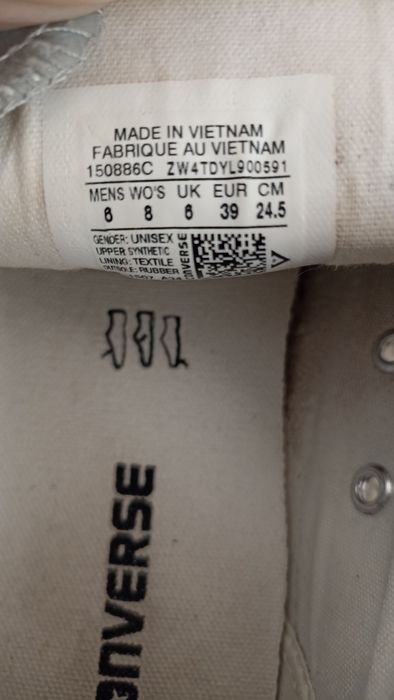 MADE IN VIETNAM
FABRIQUE AU VIETNAM
150886C ZW4TDYL900591
MENS WO'S UK EUR CM
6 8 6 39 24.5
GENDER: UNISEX
UPPER: SYNTHETIC
LINING: TEXTILE
OUTSOLE: RUBBER
CONVERSE
CONVERSE